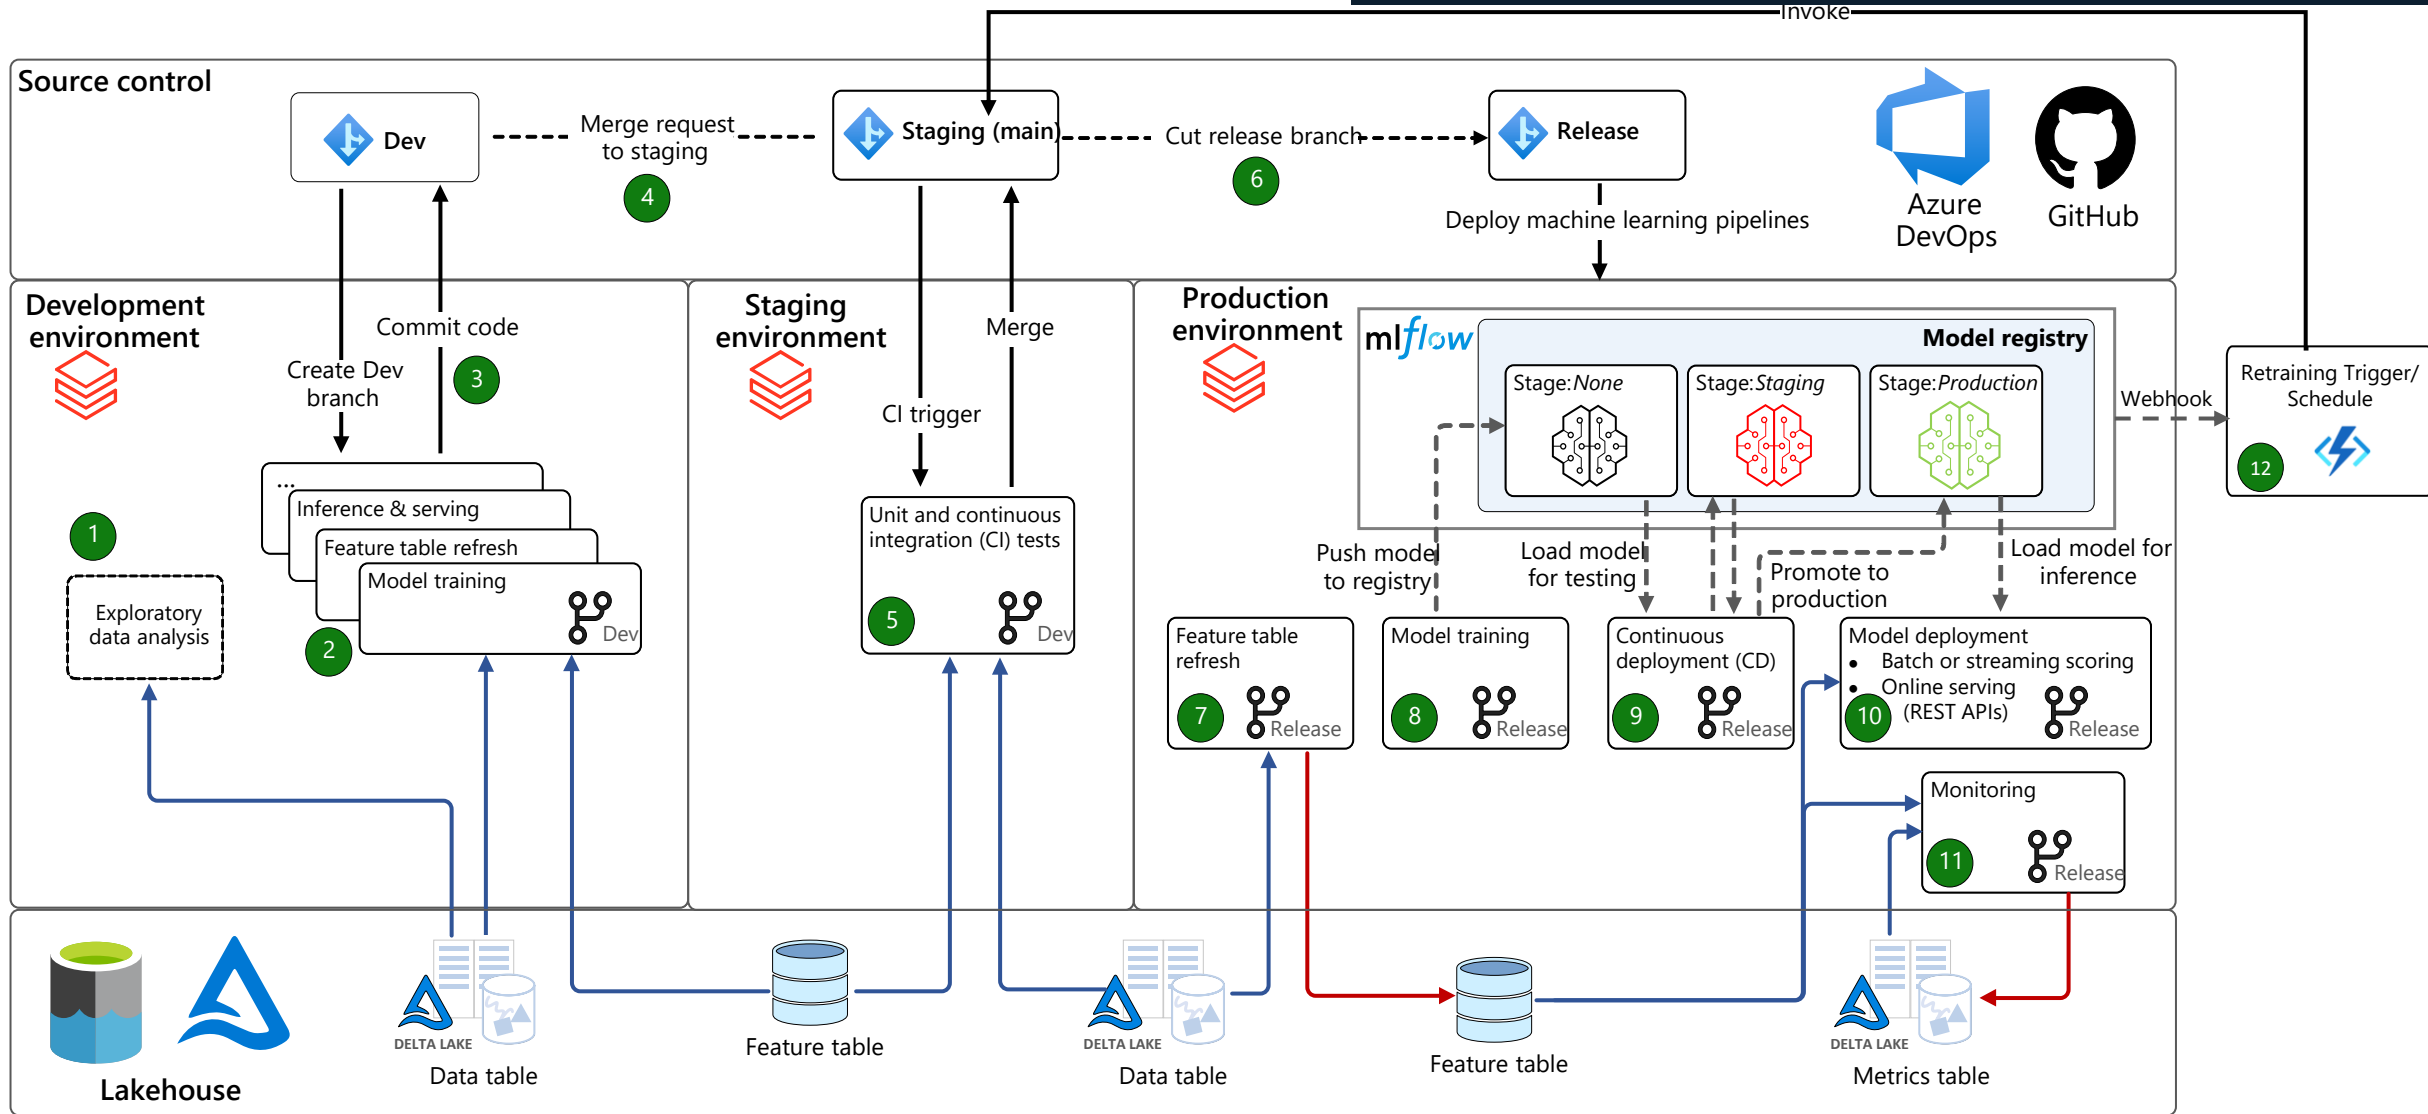 Invoke
Source control
Dev
Merge request
to staging
4
Staging (main)
Cut release branch
6
Release
Deploy machine learning pipelines
Azure
DevOps
GitHub
Development
environment
Commit code
3
Create Dev
branch
...
Inference & serving
Feature table refresh
Model training
Dev
2
1
Exploratory
data analysis
Staging
environment
Merge
CI trigger
Unit and continuous
integration (CI) tests
5
Dev
Production
environment
mlflow
Model registry
Stage:None
Stage:Staging
Stage:Production
Webhook
Retraining Trigger/
Schedule
12
Push model
to registry
Load model
for testing
Promote to
production
Load model for
inference
Feature table
refresh
7
Release
Model training
8
Release
Continuous
deployment (CD)
9
Release
Model deployment
• Batch or streaming scoring
• Online serving
(REST APIs)
10
Release
Monitoring
11
Release
Lakehouse
DELTA LAKE
Data table
Feature table
DELTA LAKE
Data table
Feature table
DELTA LAKE
Metrics table